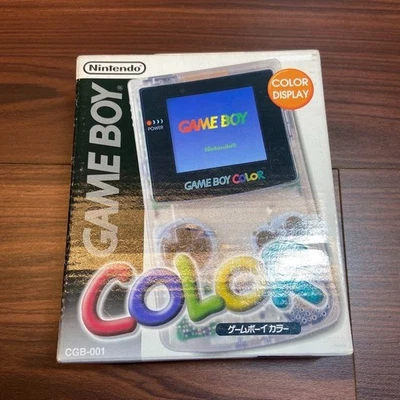 Nintendo
GAME BOY
COLOR
DISPLAY
POWER
GAME BOY
Nintendo®
GAME BOY COLOR
COLOR
ゲームボーイ カラー
CGB-001